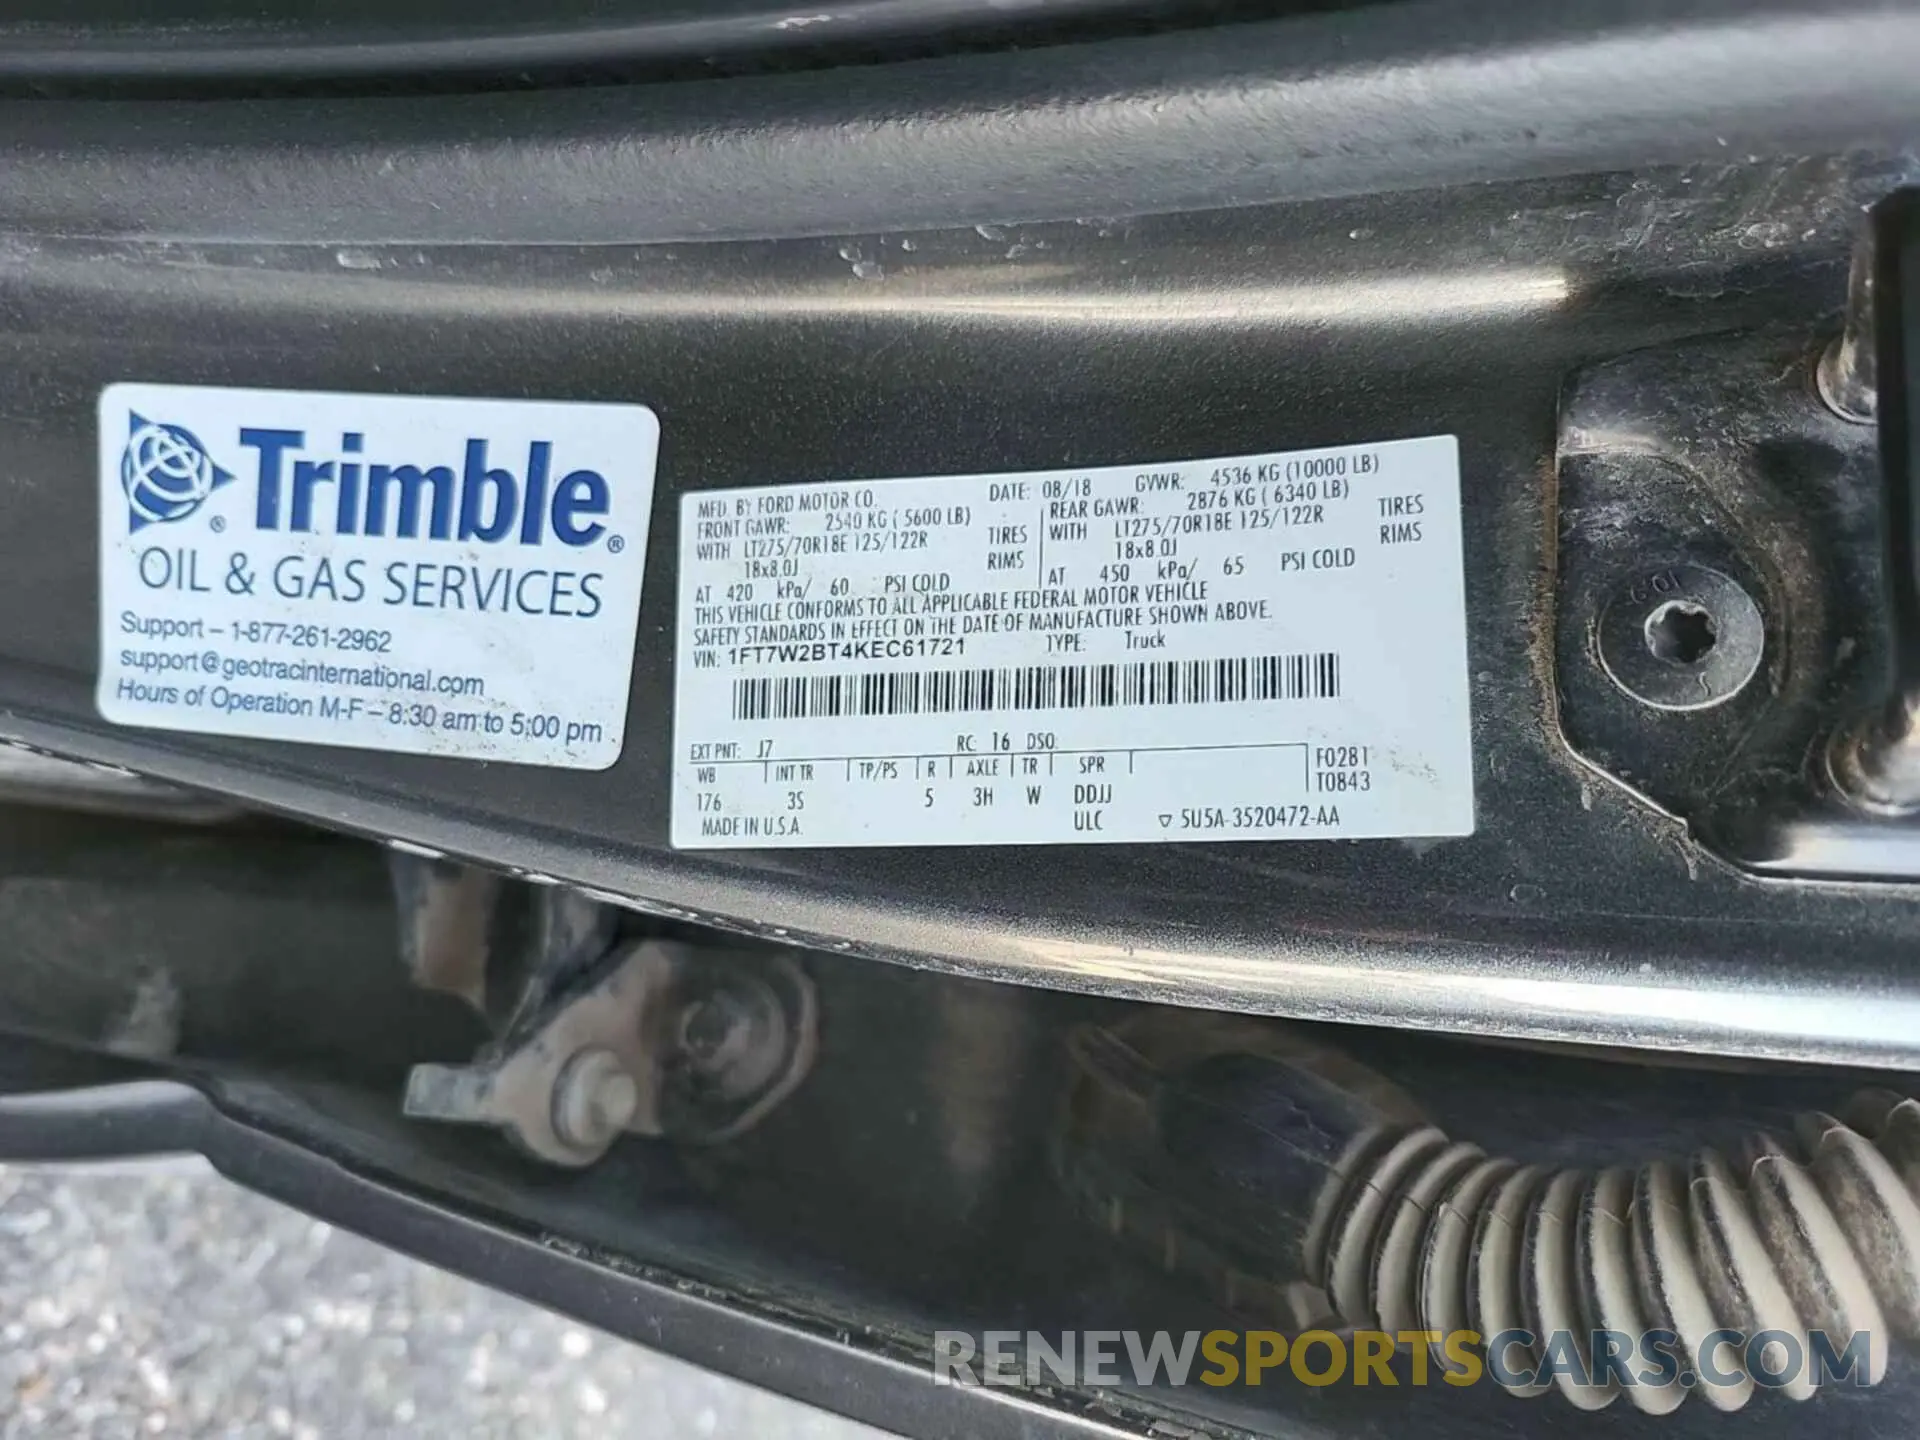 Trimble®
OIL & GAS SERVICES
Support – 1-877-261-2962
support@geotracinternational.com
Hours of Operation M-F – 8:30 am to 5:00 pm
MFD. BY FORD MOTOR CO. DATE: 08/18 GVWR: 4536 KG (10000 LB)
FRONT GAWR: 2540 KG ( 5600 LB) REAR GAWR: 2876 KG ( 6340 LB)
WITH LT275/70R18E 125/122R TIRES WITH LT275/70R18E 125/122R TIRES
18x8.0J RIMS 18x8.0J RIMS
AT 420 kPa/ 60 PSI COLD AT 450 kPa/ 65 PSI COLD
THIS VEHICLE CONFORMS TO ALL APPLICABLE FEDERAL MOTOR VEHICLE
SAFETY STANDARDS IN EFFECT ON THE DATE OF MANUFACTURE SHOWN ABOVE.
VIN: 1FT7W2BT4KEC61721 TYPE: Truck
EXT PNT: J7 RC: 16 DSO:
WB INT TR TP/PS R AXLE TR SPR F0281
176 3S 5 3H W DDJJ T0843
MADE IN U.S.A. ULC ▽ 5U5A-3520472-AA
RENEWSPORTSCARS.COM